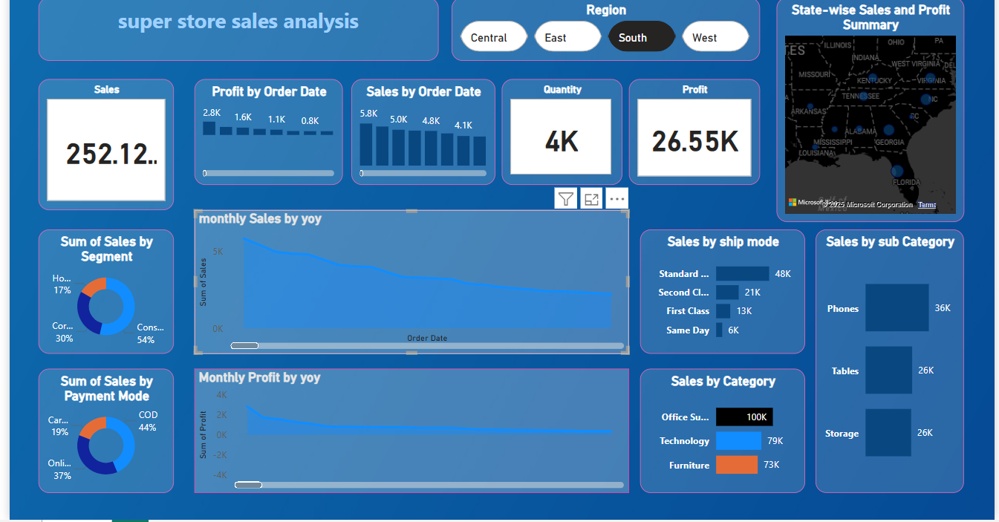 super store sales analysis
Region
Central
East
South
West
State-wise Sales and Profit
Summary
ILLINOIS
OHIO
PA
INDIANA
WEST VIRGINIA
DEL
MISSOURI
KENTUCKY
VIRGINIA
TENNESSEE
NC
ARKANSAS
SC
ALABAMA
MISSISSIPPI
GEORGIA
LOUISIANA
FLORIDA
© 2025 Microsoft Corporation
Terms
Sales
252.12..
Profit by Order Date
2.8K
1.6K
1.1K
0.8K
0
Sales by Order Date
5.8K
5.0K
4.8K
4.1K
0
Quantity
4K
Profit
26.55K
Sum of Sales by
Segment
Ho...
17%
Cor...
30%
Cons...
54%
monthly Sales by yoy
Sum of Sales
5K
0K
Order Date
Sales by ship mode
Standard ... 48K
Second Cl... 21K
First Class 13K
Same Day 6K
Sales by sub Category
Phones 36K
Tables 26K
Storage 26K
Sum of Sales by
Payment Mode
COD
44%
Car...
19%
Onli...
37%
Monthly Profit by yoy
Sum of Profit
4K
2K
0K
-2K
-4K
Sales by Category
Office Su... 100K
Technology 79K
Furniture 73K